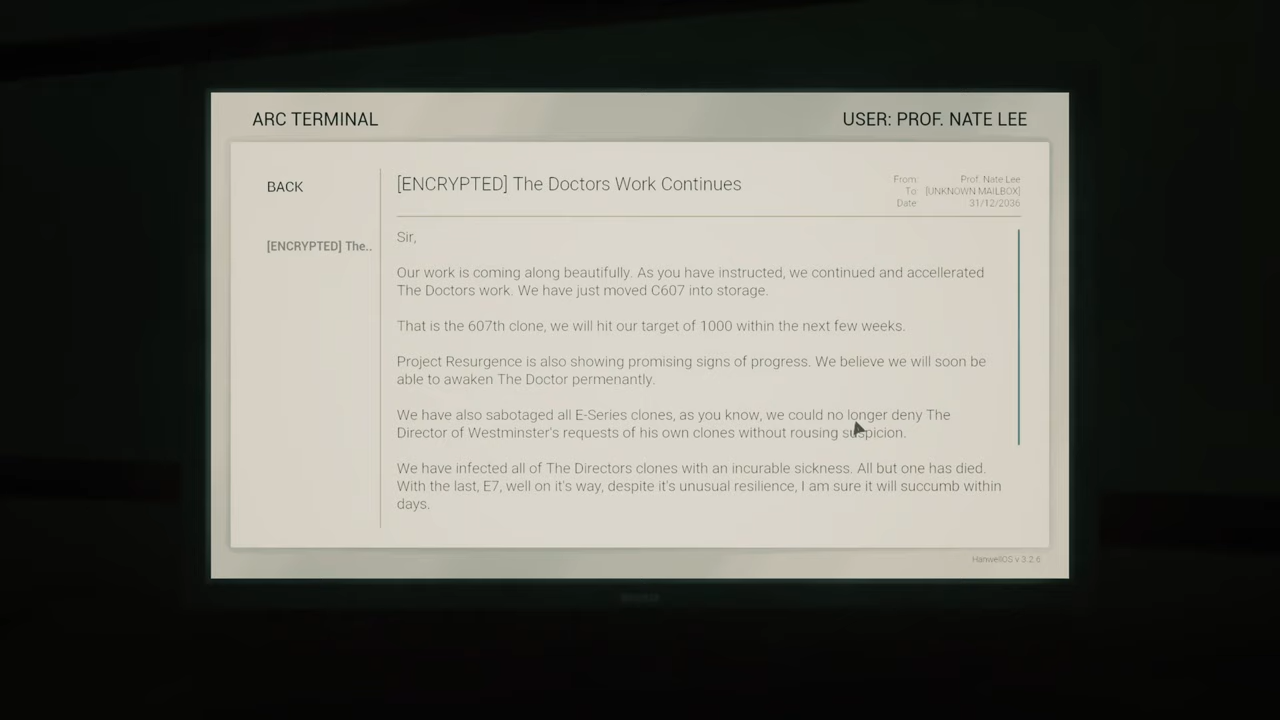 ARC TERMINAL
USER: PROF. NATE LEE
BACK
[ENCRYPTED] The..
[ENCRYPTED] The Doctors Work Continues
From: Prof. Nate Lee
To: [UNKNOWN MAILBOX]
Date 31/12/2036
Sir,
Our work is coming along beautifully. As you have instructed, we continued and accellerated
The Doctors work. We have just moved C607 into storage.
That is the 607th clone, we will hit our target of 1000 within the next few weeks.
Project Resurgence is also showing promising signs of progress. We believe we will soon be
able to awaken The Doctor permenantly.
We have also sabotaged all E-Series clones, as you know, we could no longer deny The
Director of Westminster's requests of his own clones without rousing suspicion.
We have infected all of The Directors clones with an incurable sickness. All but one has died.
With the last, E7, well on it's way, despite it's unusual resilience, I am sure it will succumb within
days.
HanwellOS v 3.2.6